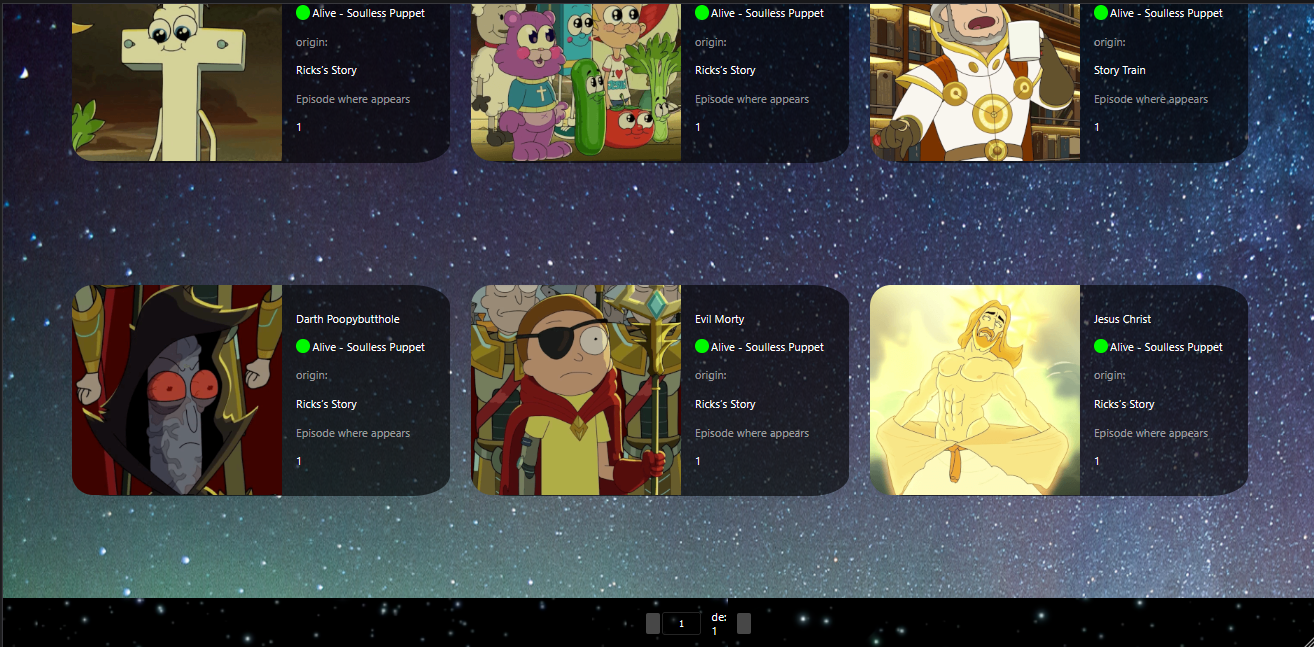 Alive - Soulless Puppet
origin:
Ricks's Story
Episode where appears
1
Alive - Soulless Puppet
origin:
Ricks's Story
Episode where appears
1
Alive - Soulless Puppet
origin:
Story Train
Episode where appears
1
Darth Poopybutthole
Alive - Soulless Puppet
origin:
Ricks's Story
Episode where appears
1
Evil Morty
Alive - Soulless Puppet
origin:
Ricks's Story
Episode where appears
1
Jesus Christ
Alive - Soulless Puppet
origin:
Ricks's Story
Episode where appears
1
1
de:
1